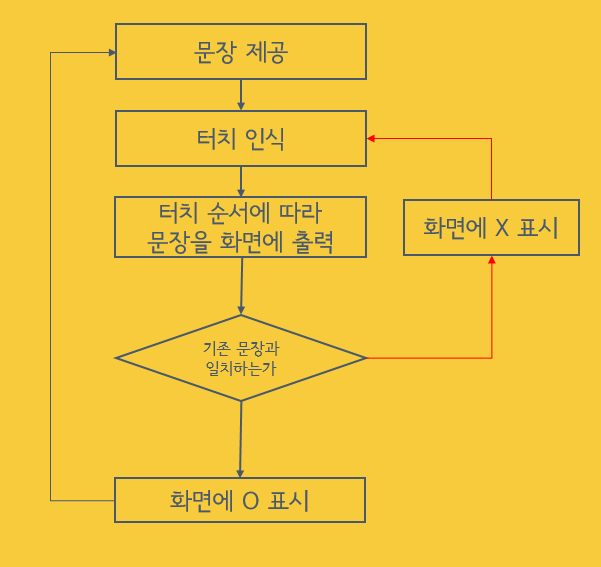 문장 제공
터치 인식
터치 순서에 따라
문장을 화면에 출력
화면에 X 표시
기존 문장과
일치하는가
화면에 O 표시